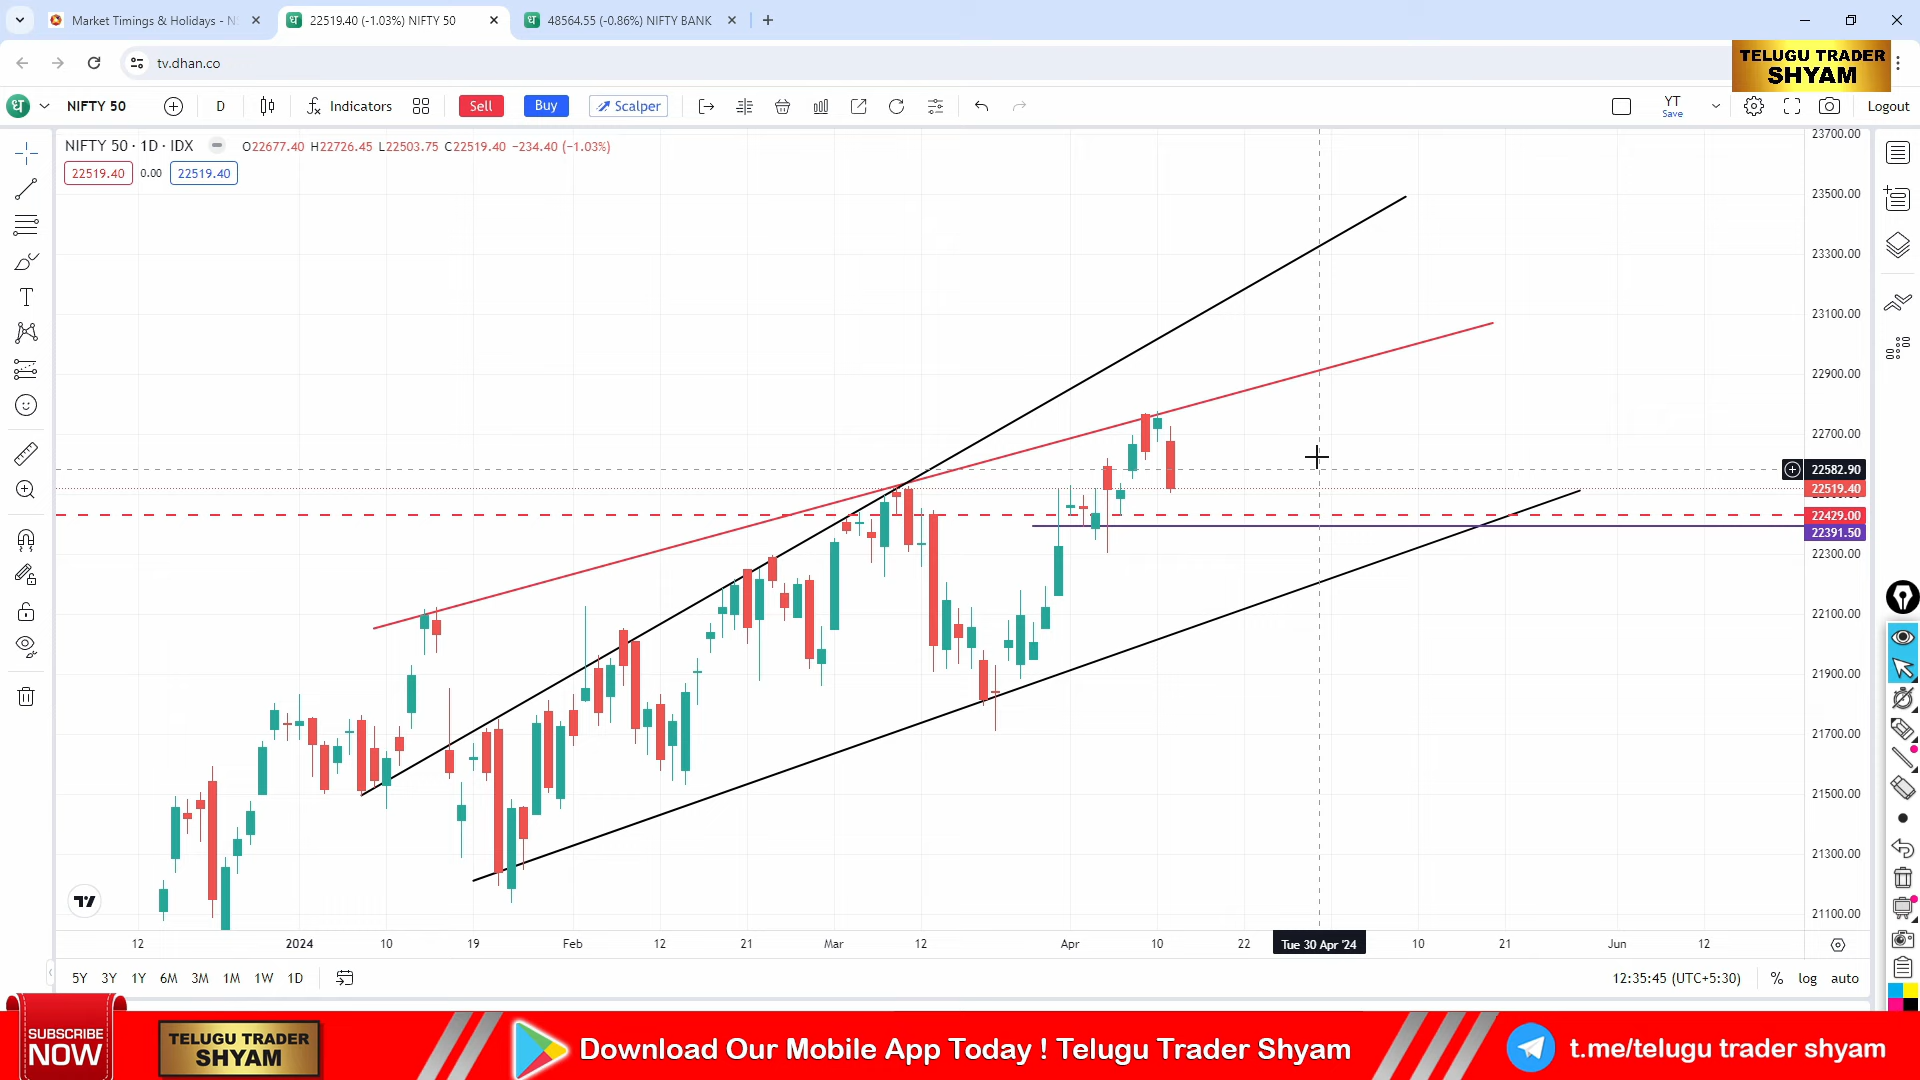 Market Timings & Holidays - N
22519.40 (-1.03%) NIFTY 50
48564.55 (-0.86%) NIFTY BANK
tv.dhan.co
TELUGU TRADER
SHYAM
NIFTY 50
D
Indicators
Sell
Buy
Scalper
YT
Save
Logout
NIFTY 50 · 1D · IDX
O22677.40 H22726.45 L22503.75 C22519.40 −234.40 (−1.03%)
22519.40
0.00
22519.40
23700.00
23500.00
23300.00
23100.00
22900.00
22700.00
22582.90
22519.40
22429.00
22391.50
22300.00
22100.00
21900.00
21700.00
21500.00
21300.00
21100.00
12
2024
10
19
Feb
12
21
Mar
12
Apr
10
22
Tue 30 Apr '24
10
21
Jun
12
5Y 3Y 1Y 6M 3M 1M 1W 1D
12:35:45 (UTC+5:30)
% log auto
SUBSCRIBE
NOW
TELUGU TRADER
SHYAM
Download Our Mobile App Today ! Telugu Trader Shyam
t.me/telugu trader shyam